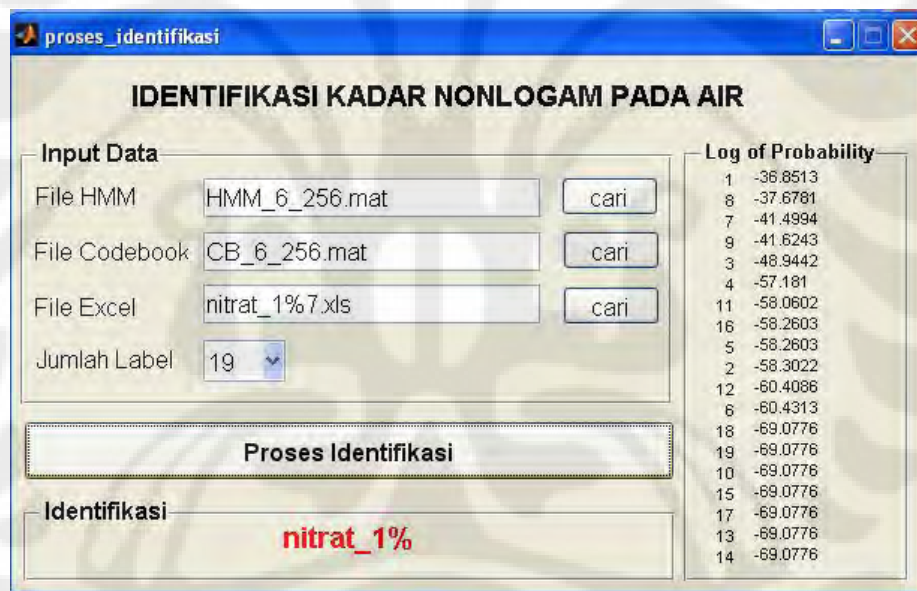 proses_identifikasi
IDENTIFIKASI KADAR NONLOGAM PADA AIR
Input Data
File HMM HMM_6_256.mat cari
File Codebook CB_6_256.mat cari
File Excel nitrat_1%7.xls cari
Jumlah Label 19
Proses Identifikasi
Identifikasi
nitrat_1%
Log of Probability
1 -36.8513
8 -37.6781
7 -41.4994
9 -41.6243
3 -48.9442
4 -57.181
11 -58.0602
16 -58.2603
5 -58.2603
2 -58.3022
12 -60.4086
6 -60.4313
18 -69.0776
19 -69.0776
10 -69.0776
15 -69.0776
17 -69.0776
13 -69.0776
14 -69.0776